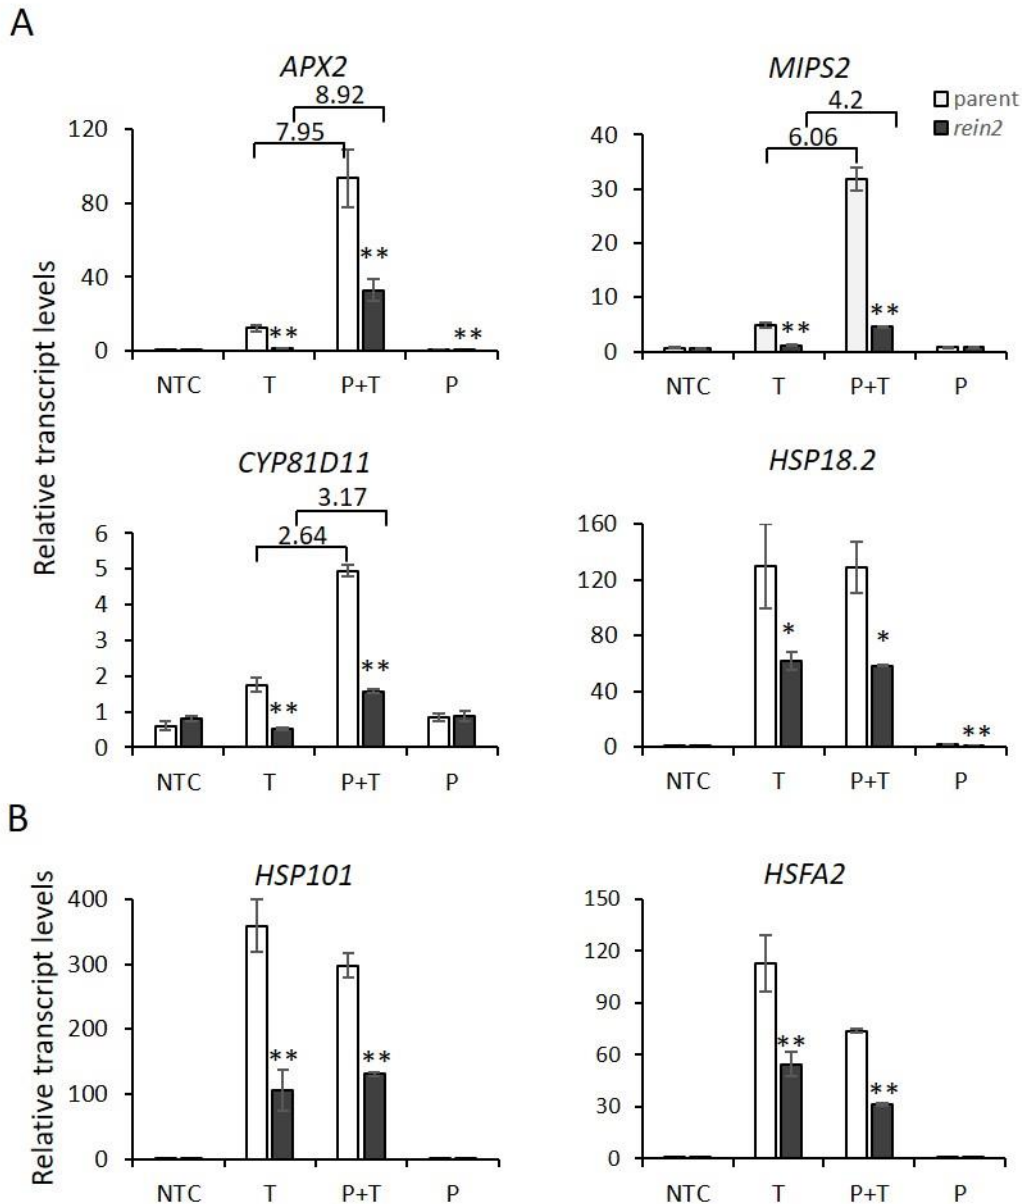 A
APX2
8.92
7.95
120
80
40
0
**
**
**
NTC T P+T P
MIPS2
4.2
6.06
parent
rein2
40
30
20
10
0
**
**
NTC T P+T P
Relative transcript levels
CYP81D11
3.17
2.64
6
5
4
3
2
1
0
**
**
NTC T P+T P
HSP18.2
160
120
80
40
0
*
*
**
NTC T P+T P
B
Relative transcript levels
HSP101
400
300
200
100
0
**
**
NTC T P+T P
HSFA2
150
120
90
60
30
0
**
**
NTC T P+T P